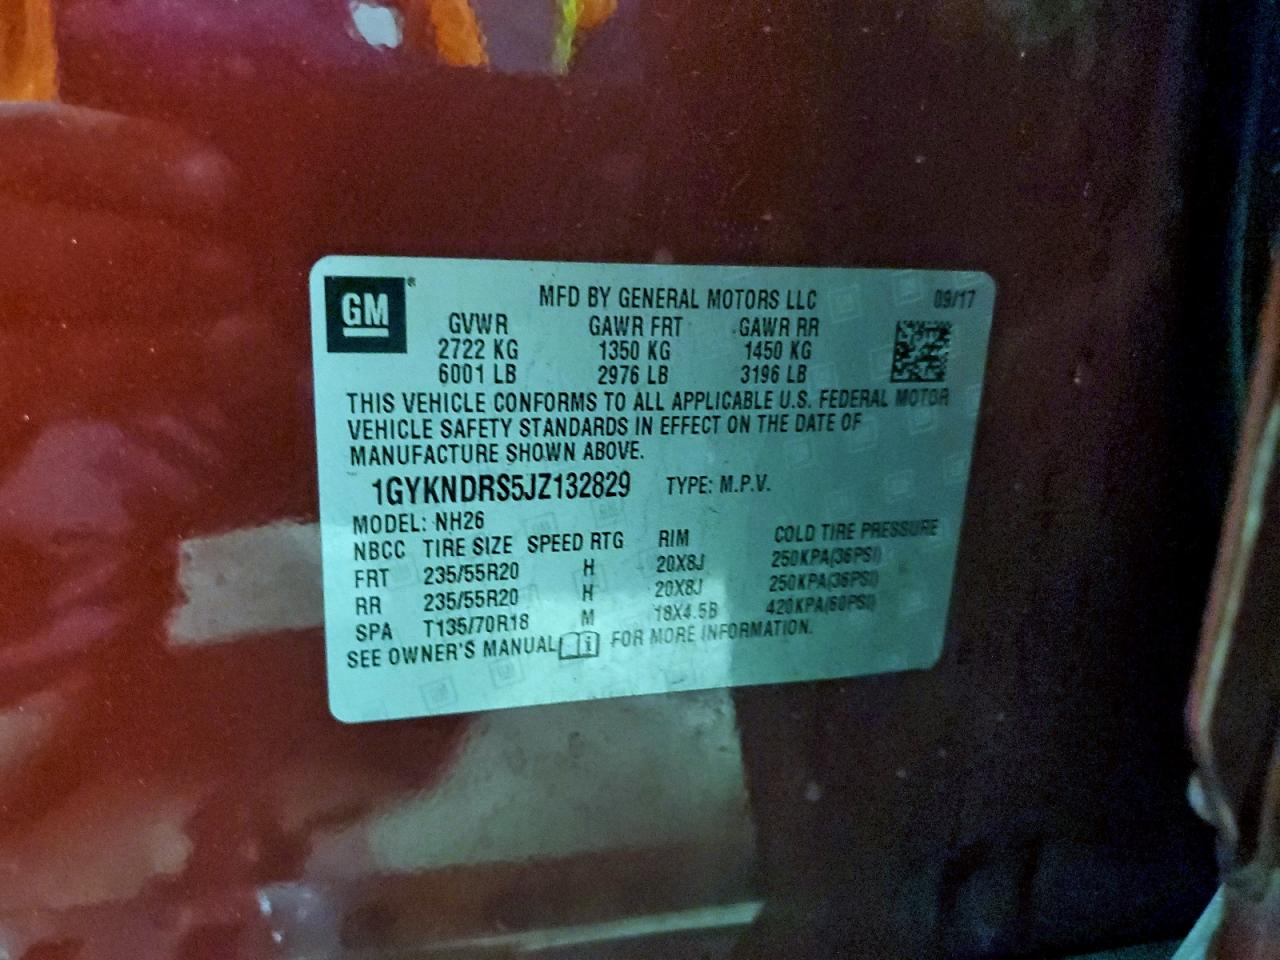 GM®
MFD BY GENERAL MOTORS LLC 09/17
GVWR GAWR FRT GAWR RR
2722 KG 1350 KG 1450 KG
6001 LB 2976 LB 3196 LB
THIS VEHICLE CONFORMS TO ALL APPLICABLE U.S. FEDERAL MOTOR
VEHICLE SAFETY STANDARDS IN EFFECT ON THE DATE OF
MANUFACTURE SHOWN ABOVE.
1GYKNDRS5JZ132829 TYPE: M.P.V.
MODEL: NH26
NBCC TIRE SIZE SPEED RTG RIM COLD TIRE PRESSURE
FRT 235/55R20 H 20X8J 250KPA(36PSI)
RR 235/55R20 H 20X8J 250KPA(36PSI)
SPA T135/70R18 M 18X4.5B 420KPA(60PSI)
SEE OWNER'S MANUAL FOR MORE INFORMATION.